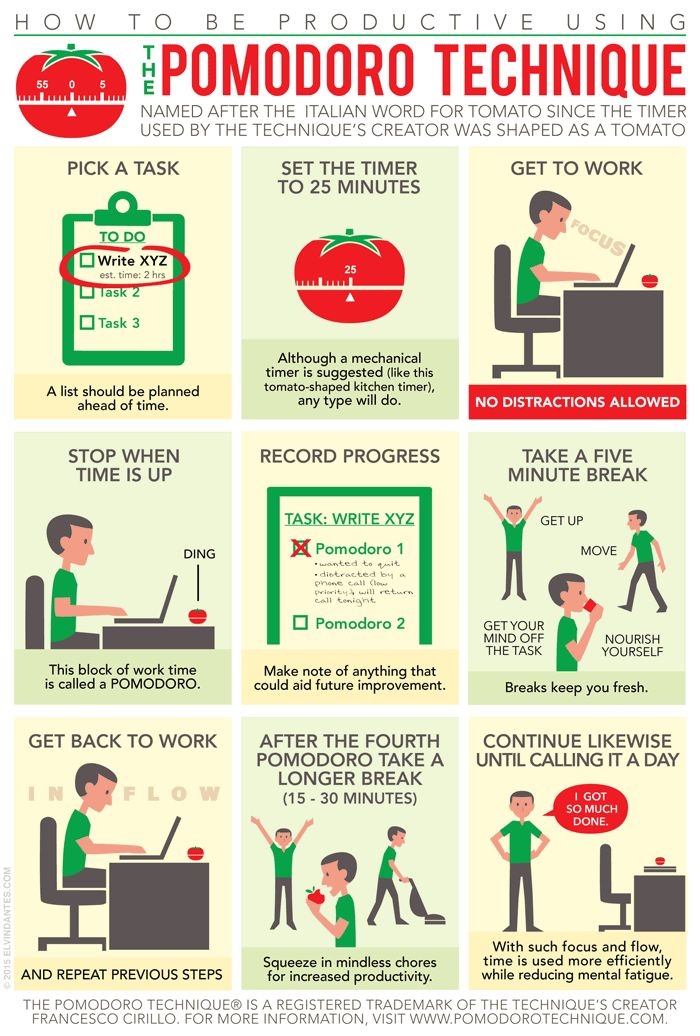 HOW TO BE PRODUCTIVE USING
THE
POMODORO TECHNIQUE
55 0 5
NAMED AFTER THE ITALIAN WORD FOR TOMATO SINCE THE TIMER
USED BY THE TECHNIQUE'S CREATOR WAS SHAPED AS A TOMATO
PICK A TASK
TO DO
Write XYZ
est. time: 2 hrs
Task 2
Task 3
A list should be planned
ahead of time.
SET THE TIMER
TO 25 MINUTES
25
Although a mechanical
timer is suggested (like this
tomato-shaped kitchen timer),
any type will do.
GET TO WORK
FOCUS
NO DISTRACTIONS ALLOWED
STOP WHEN
TIME IS UP
DING
This block of work time
is called a POMODORO.
RECORD PROGRESS
TASK: WRITE XYZ
Pomodoro 1
• wanted to quit
• distracted by a
phone call (low
priority) & will return
call tonight
Pomodoro 2
Make note of anything that
could aid future improvement.
TAKE A FIVE
MINUTE BREAK
GET UP
MOVE
GET YOUR
MIND OFF
THE TASK
NOURISH
YOURSELF
Breaks keep you fresh.
GET BACK TO WORK
IN FLOW
AND REPEAT PREVIOUS STEPS
AFTER THE FOURTH
POMODORO TAKE A
LONGER BREAK
(15 - 30 MINUTES)
Squeeze in mindless chores
for increased productivity.
CONTINUE LIKEWISE
UNTIL CALLING IT A DAY
I GOT
SO MUCH
DONE.
With such focus and flow,
time is used more efficiently
while reducing mental fatigue.
© 2015 ELVINDANTES.COM
THE POMODORO TECHNIQUE® IS A REGISTERED TRADEMARK OF THE TECHNIQUE'S CREATOR
FRANCESCO CIRILLO. FOR MORE INFORMATION, VISIT WWW.POMODOROTECHNIQUE.COM.